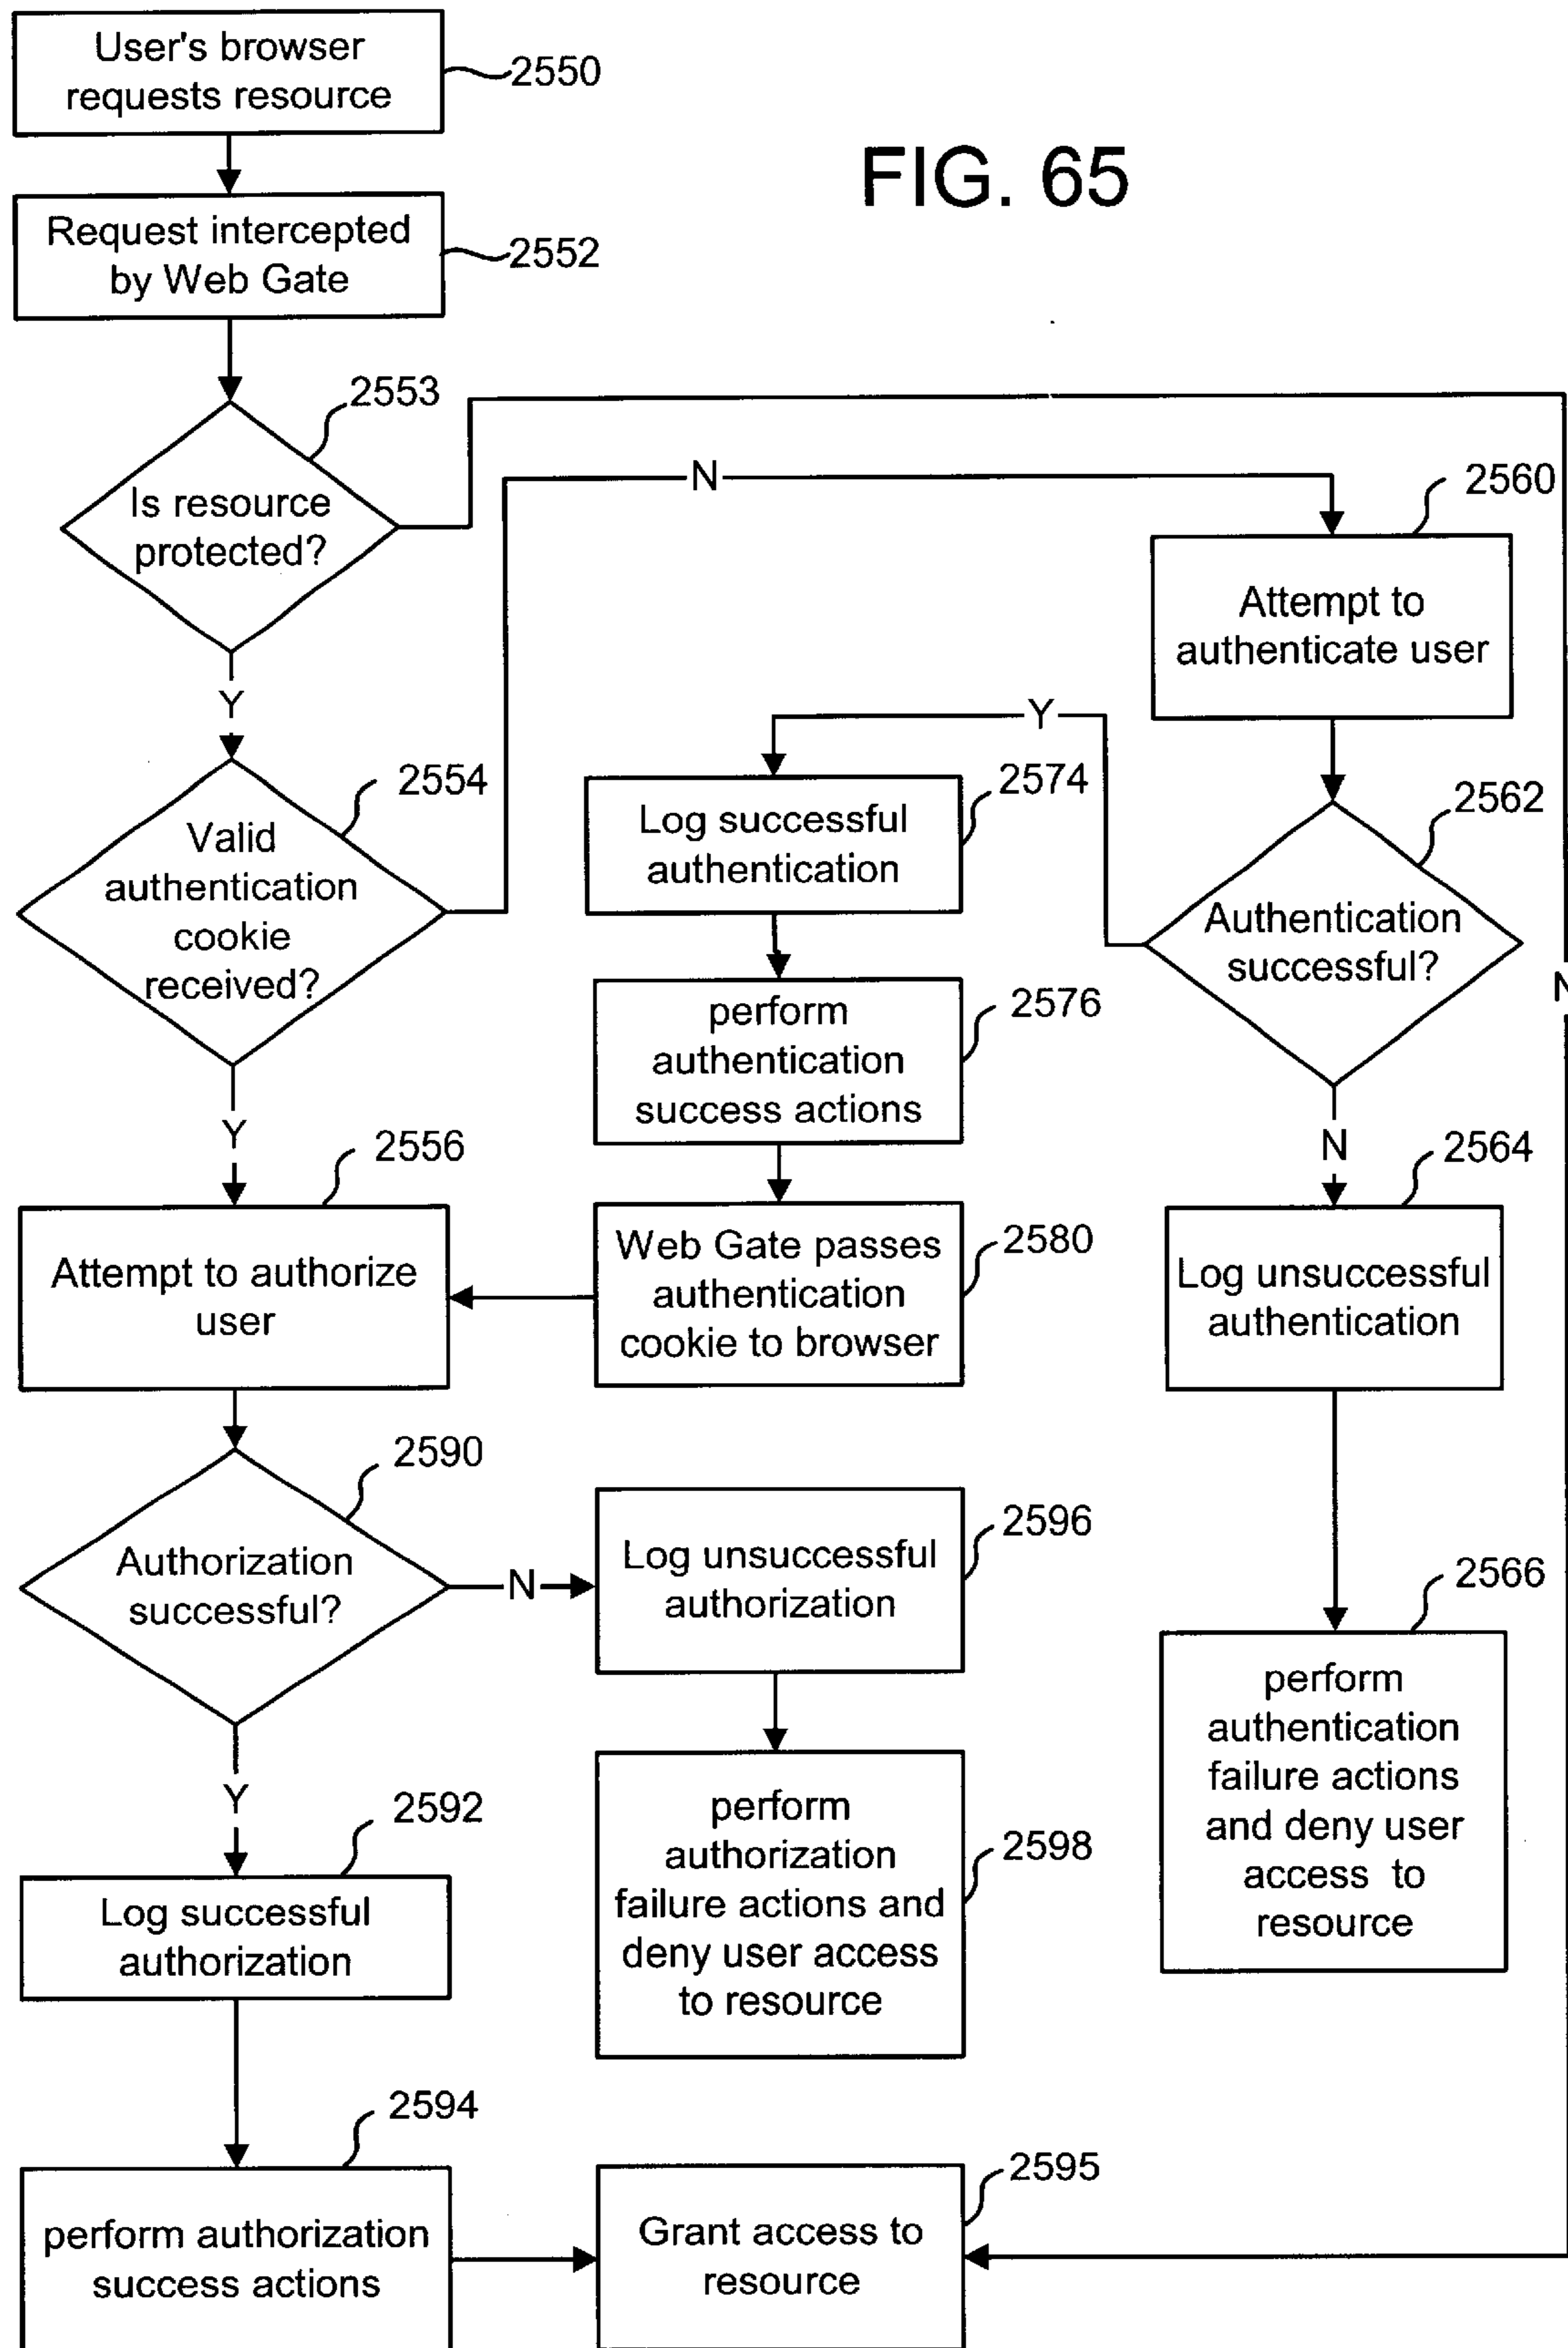 User's browser
requests resource
2550
FIG. 65
Request intercepted
by Web Gate
2552
2553
Is resource
protected?
N
2560
Attempt to
authenticate user
Y
Y
2554
Valid
authentication
cookie
received?
2574
Log successful
authentication
2562
Authentication
successful?
N
2576
perform
authentication
success actions
Y
N
2556
2564
Attempt to authorize
user
Web Gate passes
authentication
cookie to browser
2580
Log unsuccessful
authentication
2590
Authorization
successful?
N
2596
Log unsuccessful
authorization
2566
perform
authentication
failure actions
and deny user
access to
resource
Y
2592
Log successful
authorization
perform
authorization
failure actions and
deny user access
to resource
2598
2594
perform authorization
success actions
2595
Grant access to
resource